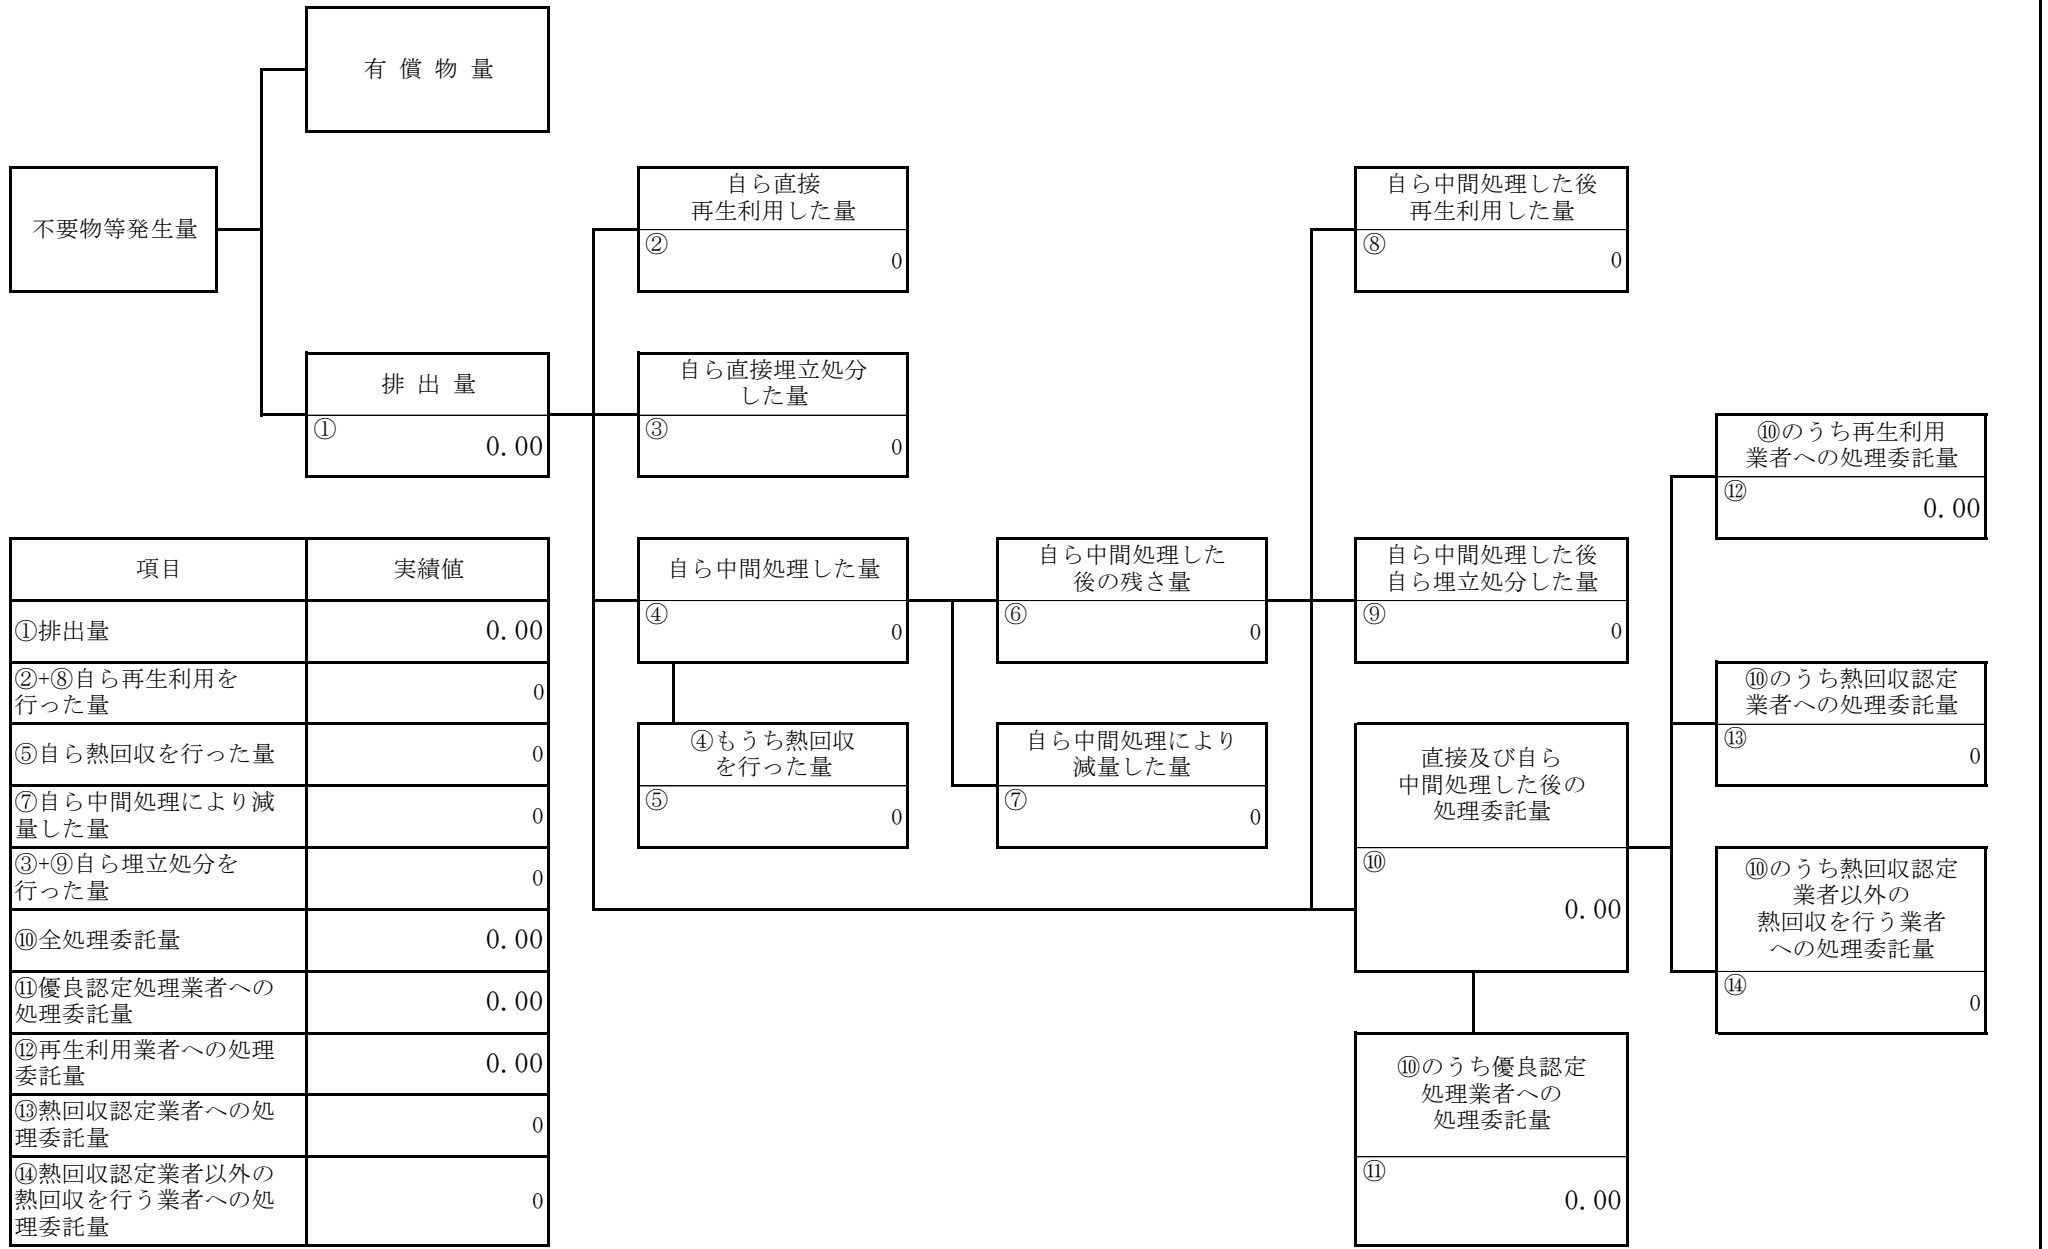 有償物量
不要物等発生量
排出量
①
0.00
自ら直接
再生利用した量
②
0
自ら直接埋立処分
した量
③
0
自ら中間処理した量
④
0
④もうち熱回収
を行った量
⑤
0
自ら中間処理した
後の残さ量
⑥
0
自ら中間処理により
減量した量
⑦
0
自ら中間処理した後
再生利用した量
⑧
0
自ら中間処理した後
自ら埋立処分した量
⑨
0
直接及び自ら
中間処理した後の
処理委託量
⑩
0.00
⑩のうち優良認定
処理業者への
処理委託量
⑪
0.00
⑩のうち再生利用
業者への処理委託量
⑫
0.00
⑩のうち熱回収認定
業者への処理委託量
⑬
0
⑩のうち熱回収認定
業者以外の
熱回収を行う業者
への処理委託量
⑭
0
項目 実績値
①排出量 0.00
②+⑧自ら再生利用を
行った量 0
⑤自ら熱回収を行った量 0
⑦自ら中間処理により減
量した量 0
③+⑨自ら埋立処分を
行った量 0
⑩全処理委託量 0.00
⑪優良認定処理業者への
処理委託量 0.00
⑫再生利用業者への処理
委託量 0.00
⑬熱回収認定業者への処
理委託量 0
⑭熱回収認定業者以外の
熱回収を行う業者への処
理委託量 0